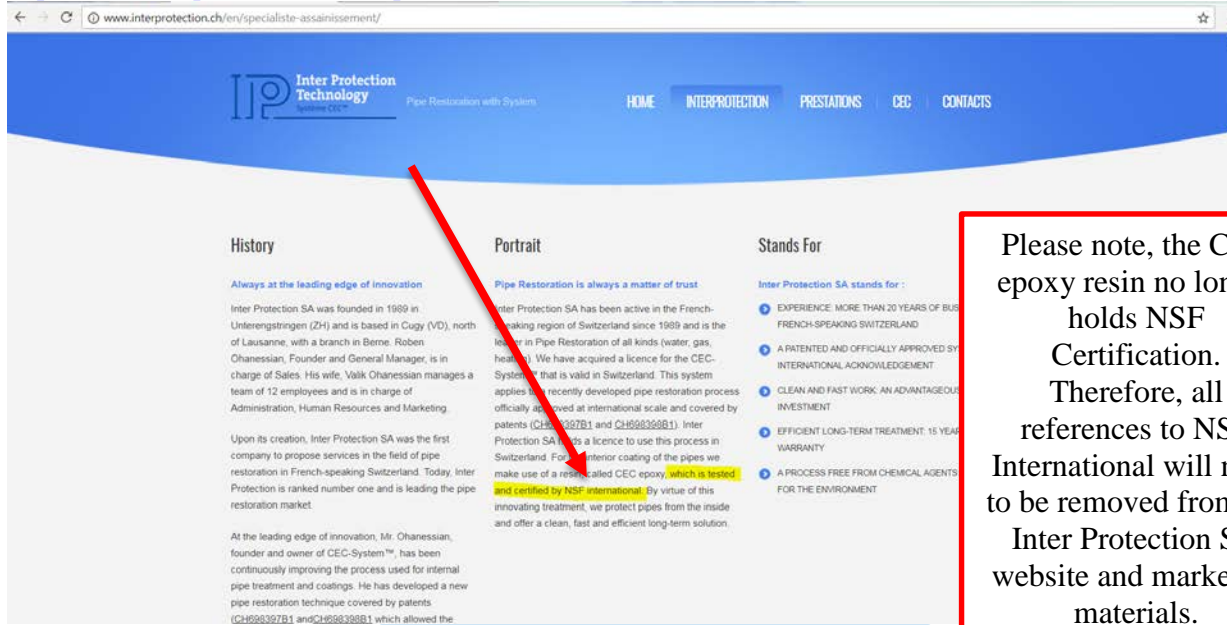 www.interprotection.ch/en/specialiste-assainissement/
IP
Inter Protection
Technology
Système CEC™
Pipe Restoration with System
HOME INTERPROTECTION PRESTATIONS CEC CONTACTS
History
Always at the leading edge of innovation
Inter Protection SA was founded in 1989 in
Unterengstringen (ZH) and is based in Cugy (VD), north
of Lausanne, with a branch in Berne. Roben
Ohanessian, Founder and General Manager, is in
charge of Sales. His wife, Valik Ohanessian manages a
team of 12 employees and is in charge of
Administration, Human Resources and Marketing.
Upon its creation, Inter Protection SA was the first
company to propose services in the field of pipe
restoration in French-speaking Switzerland. Today, Inter
Protection is ranked number one and is leading the pipe
restoration market.
At the leading edge of innovation, Mr. Ohanessian,
founder and owner of CEC-System™, has been
continuously improving the process used for internal
pipe treatment and coatings. He has developed a new
pipe restoration technique covered by patents
(CH698397B1 andCH698398B1 which allowed the
Portrait
Pipe Restoration is always a matter of trust
Inter Protection SA has been active in the French-
speaking region of Switzerland since 1989 and is the
leader in Pipe Restoration of all kinds (water, gas,
heating). We have acquired a licence for the CEC-
System™ that is valid in Switzerland. This system
applies to a recently developed pipe restoration process
officially approved at international scale and covered by
patents (CH698397B1 and CH698398B1). Inter
Protection SA holds a licence to use this process in
Switzerland. For interior coating of the pipes we
make use of a resin called CEC epoxy, which is tested
and certified by NSF international. By virtue of this
innovating treatment, we protect pipes from the inside
and offer a clean, fast and efficient long-term solution.
Stands For
Inter Protection SA stands for :
EXPERIENCE: MORE THAN 20 YEARS OF
FRENCH-SPEAKING SWITZERLAND
A PATENTED AND OFFICIALLY APPROVED
INTERNATIONAL ACKNOWLEDGEMENT
CLEAN AND FAST WORK: AN ADVANTAGEOUS
INVESTMENT
EFFICIENT LONG-TERM TREATMENT: 15
WARRANTY
A PROCESS FREE FROM CHEMICAL AGENTS
FOR THE ENVIRONMENT
Please note, the
epoxy resin no
holds NSF
Certification.
Therefore, all
references to
International will
to be removed
Inter Protection
website and
materials.